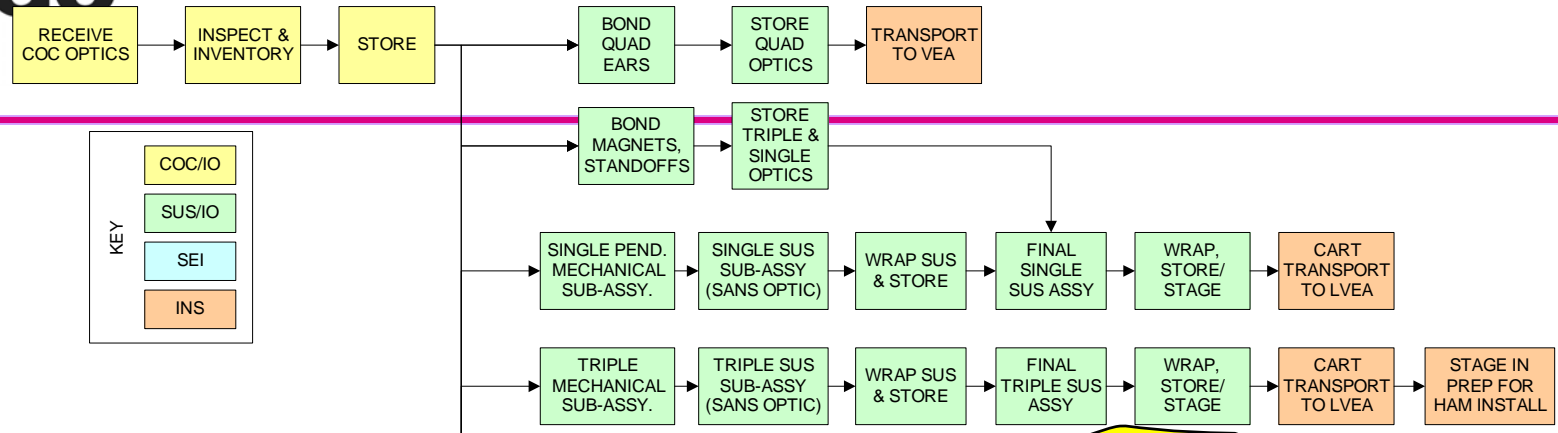 RECEIVE
COC OPTICS
INSPECT &
INVENTORY
STORE
BOND
QUAD
EARS
STORE
QUAD
OPTICS
TRANSPORT
TO VEA
BOND
MAGNETS,
STANDOFFS
STORE
TRIPLE &
SINGLE
OPTICS
KEY
COC/IO
SUS/IO
SEI
INS
SINGLE PEND.
MECHANICAL
SUB-ASSY.
SINGLE SUS
SUB-ASSY
(SANS OPTIC)
WRAP SUS
& STORE
FINAL
SINGLE
SUS ASSY
WRAP,
STORE/
STAGE
CART
TRANSPORT
TO LVEA
TRIPLE
MECHANICAL
SUB-ASSY.
TRIPLE SUS
SUB-ASSY
(SANS OPTIC)
WRAP SUS
& STORE
FINAL
TRIPLE SUS
ASSY
WRAP,
STORE/
STAGE
CART
TRANSPORT
TO LVEA
STAGE IN
PREP FOR
HAM INSTALL